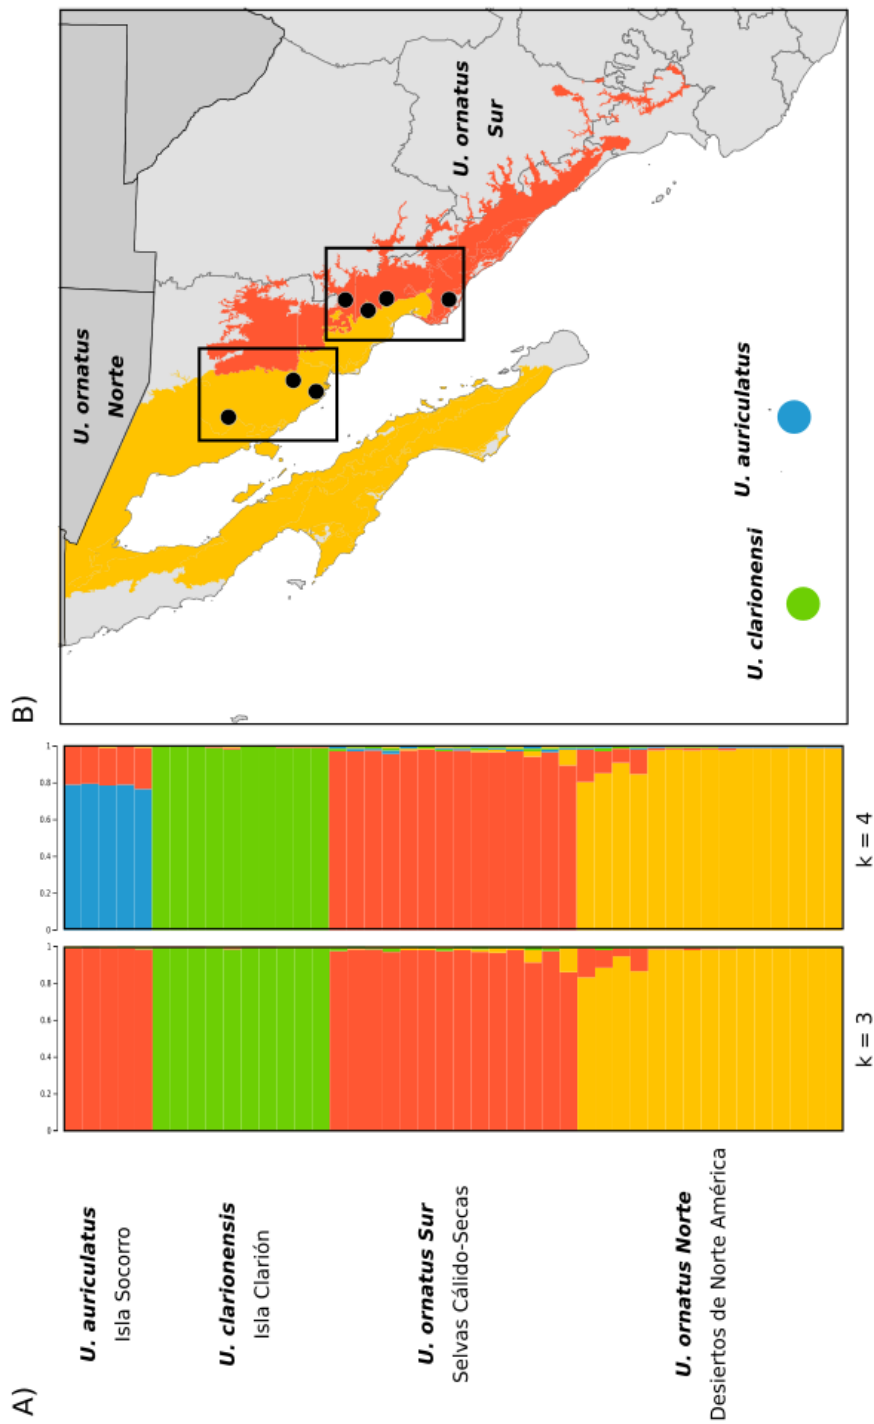 A)
U. auriculatus
Isla Socorro
U. clarionensis
Isla Clarión
U. ornatus Sur
Selvas Cálido-Secas
U. ornatus Norte
Desiertos de Norte América
1
0.8
0.6
0.4
0.2
0
k = 3
1
0.8
0.6
0.4
0.2
0
k = 4
B)
U. ornatus
Norte
U. ornatus
Sur
U. clarionensi
U. auriculatus